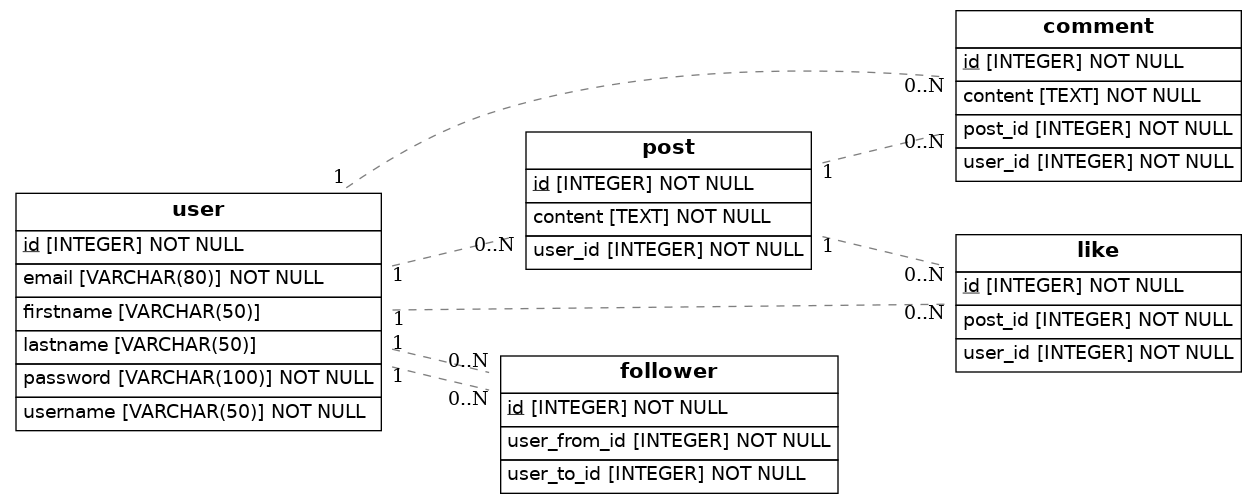 user
id [INTEGER] NOT NULL
email [VARCHAR(80)] NOT NULL
firstname [VARCHAR(50)]
lastname [VARCHAR(50)]
password [VARCHAR(100)] NOT NULL
username [VARCHAR(50)] NOT NULL
1
0..N
1
0..N
1
0..N
1
0..N
1
0..N
post
id [INTEGER] NOT NULL
content [TEXT] NOT NULL
user_id [INTEGER] NOT NULL
1
0..N
1
0..N
follower
id [INTEGER] NOT NULL
user_from_id [INTEGER] NOT NULL
user_to_id [INTEGER] NOT NULL
comment
id [INTEGER] NOT NULL
content [TEXT] NOT NULL
post_id [INTEGER] NOT NULL
user_id [INTEGER] NOT NULL
like
id [INTEGER] NOT NULL
post_id [INTEGER] NOT NULL
user_id [INTEGER] NOT NULL